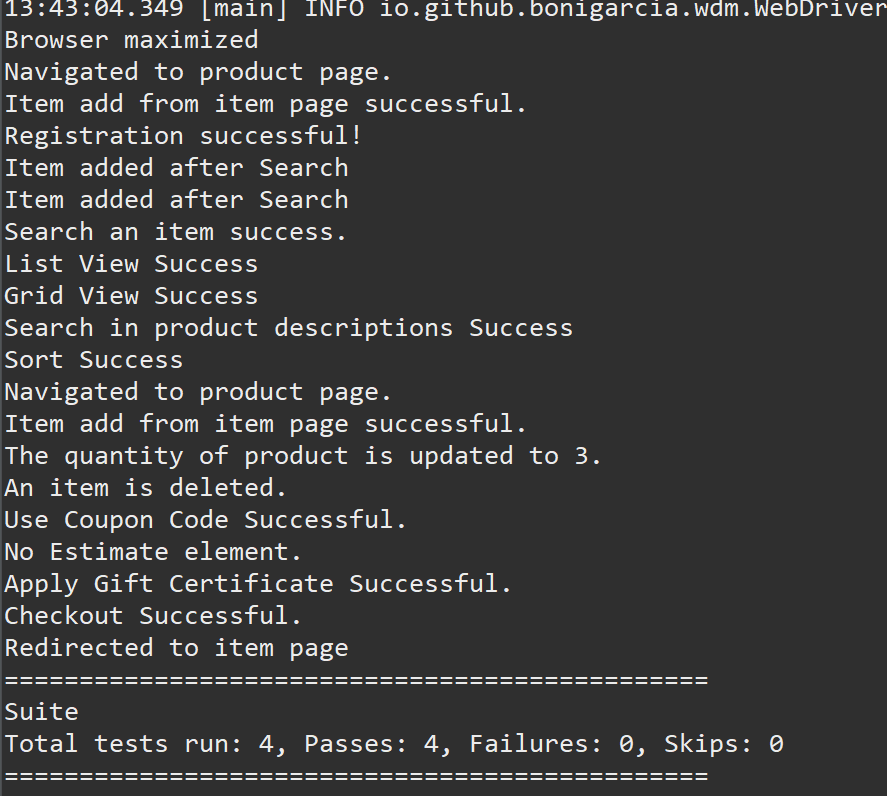 13:43:04.349 [main] INFO io.github.bonigarcia.wdm.WebDriver
Browser maximized
Navigated to product page.
Item add from item page successful.
Registration successful!
Item added after Search
Item added after Search
Search an item success.
List View Success
Grid View Success
Search in product descriptions Success
Sort Success
Navigated to product page.
Item add from item page successful.
The quantity of product is updated to 3.
An item is deleted.
Use Coupon Code Successful.
No Estimate element.
Apply Gift Certificate Successful.
Checkout Successful.
Redirected to item page
===============================================
Suite
Total tests run: 4, Passes: 4, Failures: 0, Skips: 0
===============================================